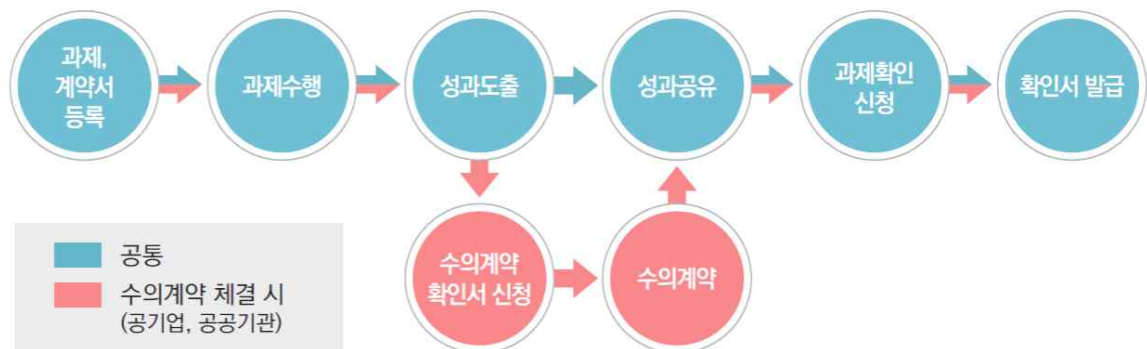 과제,
계약서
등록
과제수행
성과도출
성과공유
과제확인
신청
확인서 발급
수의계약
확인서 신청
수의계약
공통
수의계약 체결 시
(공기업, 공공기관)